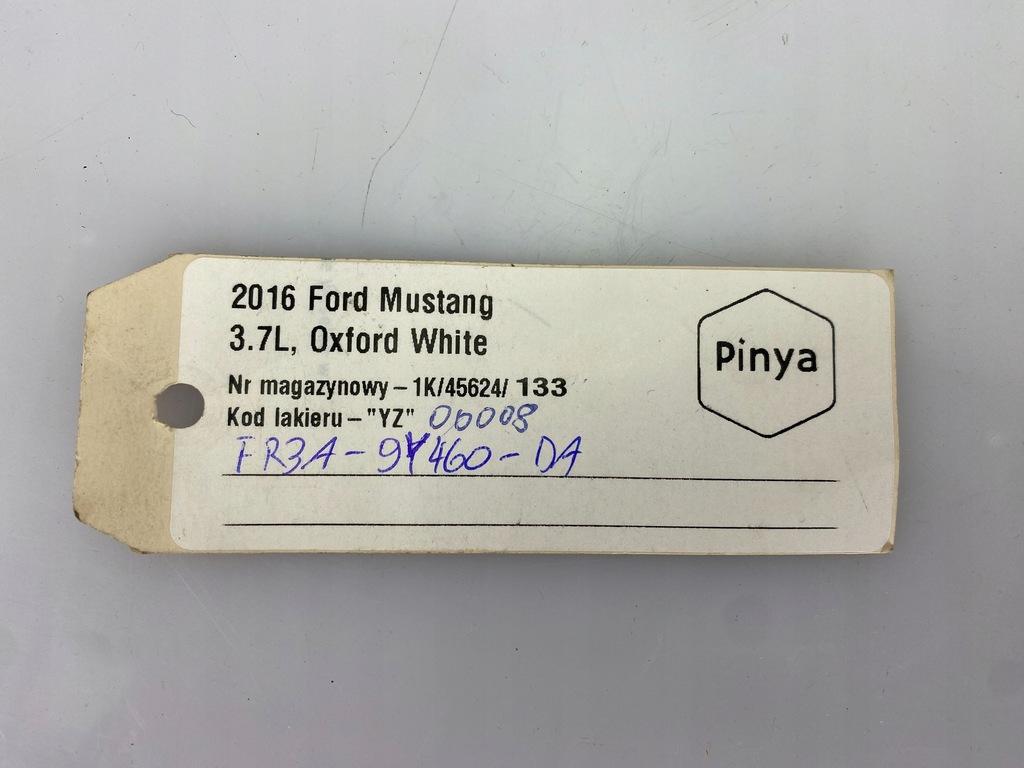 2016 Ford Mustang
3.7L, Oxford White
Nr magazynowy – 1K/45624/ 133
Kod lakieru – "YZ" 00008
FR3A-9Y460-DA
Pinya